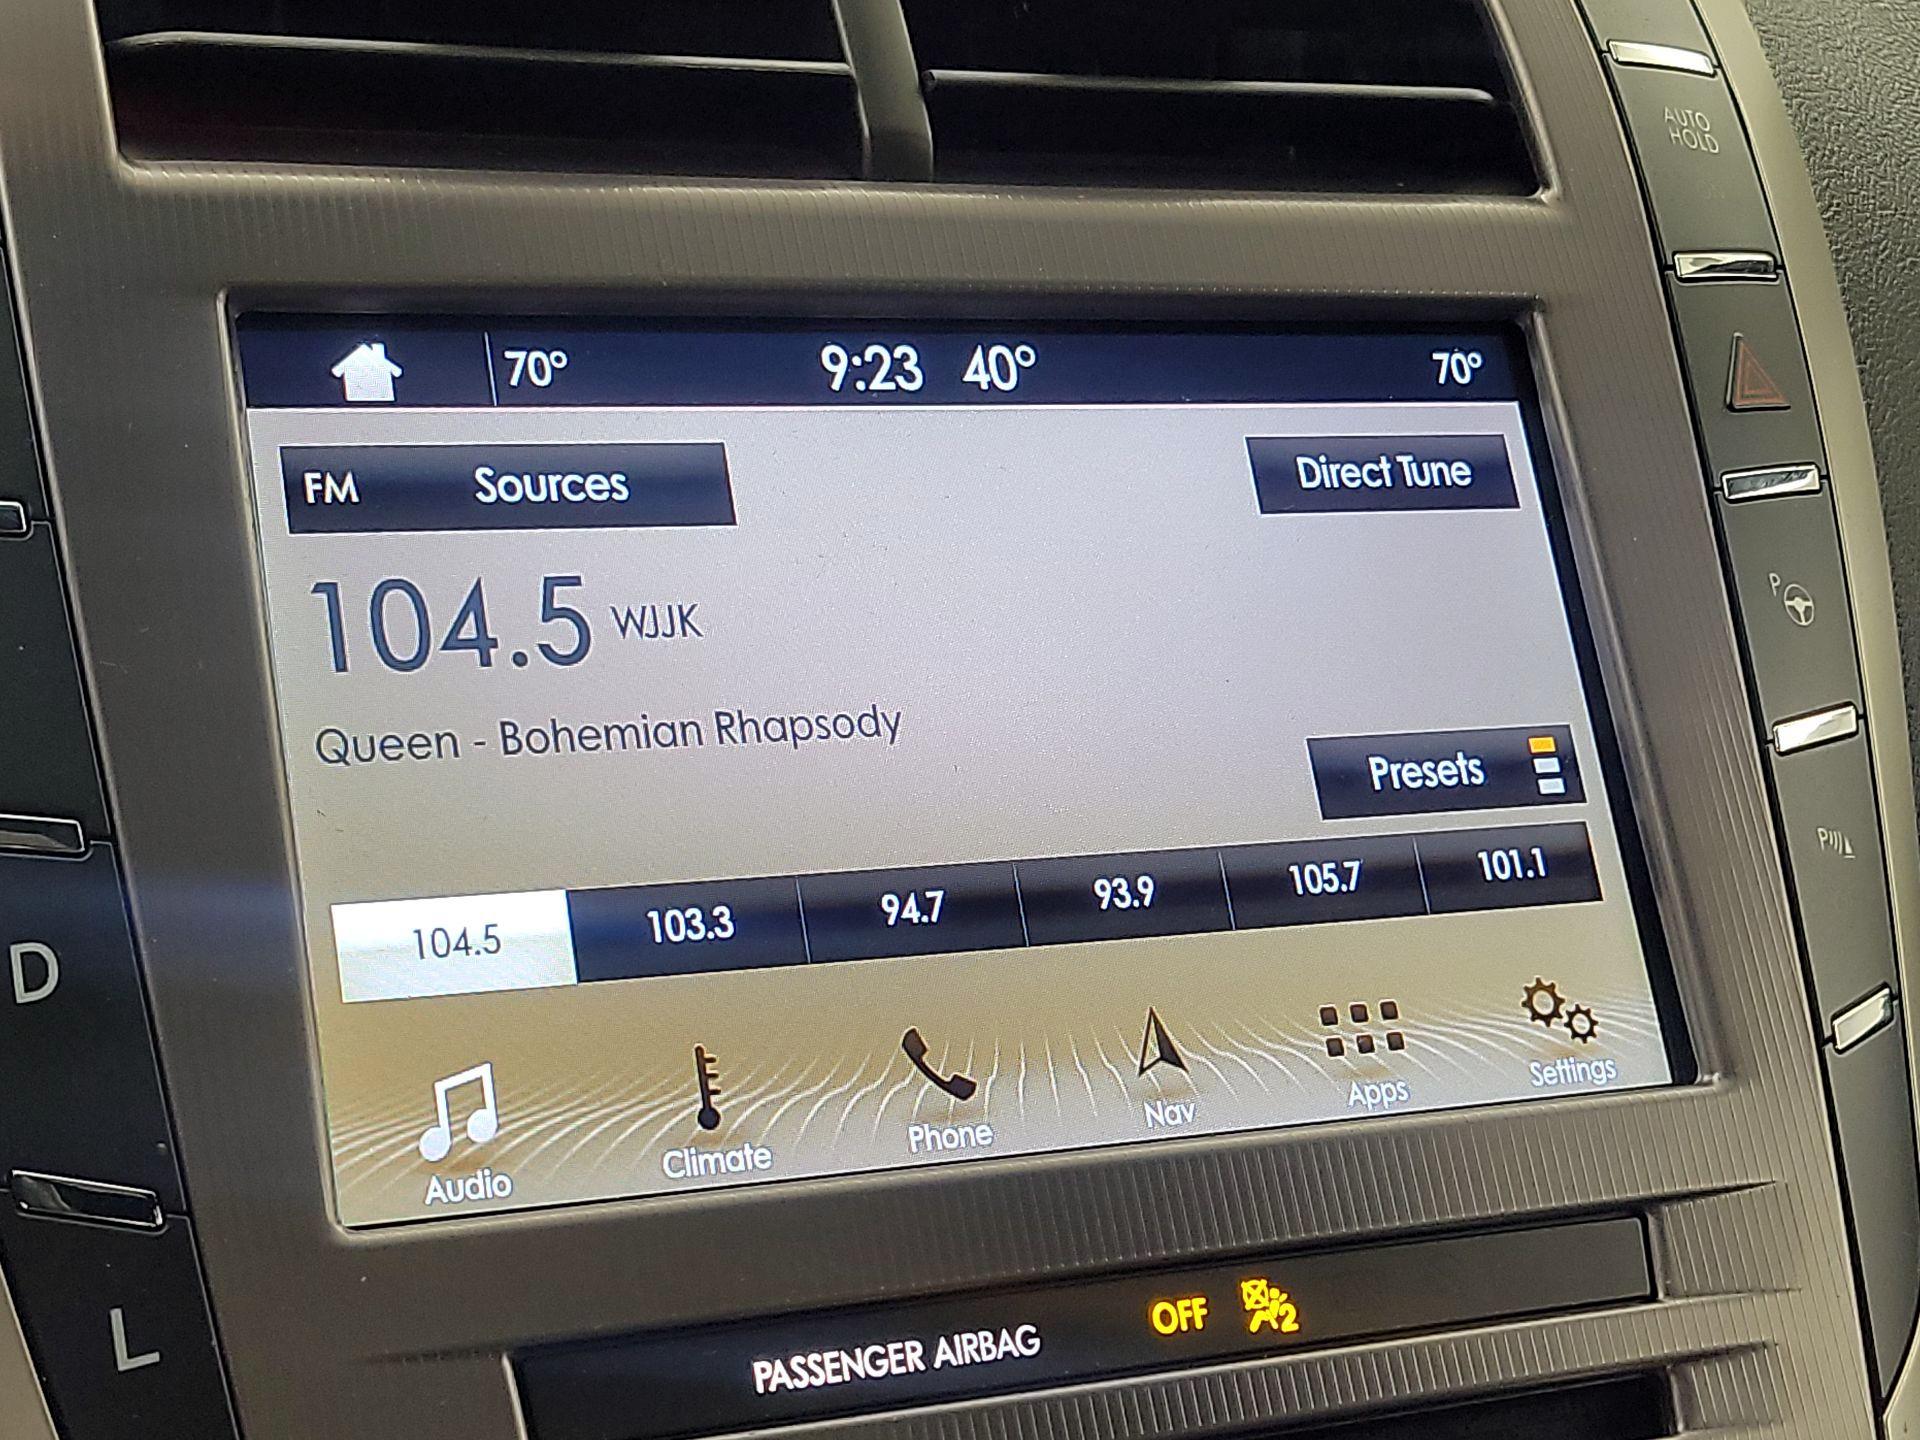 AUTO
HOLD
70° 9:23 40° 70°
FM Sources Direct Tune
104.5 WJJK
Queen - Bohemian Rhapsody
Presets
104.5 103.3 94.7 93.9 105.7 101.1
Audio Climate Phone Nav Apps Settings
P
P
D
L
PASSENGER AIRBAG OFF 2